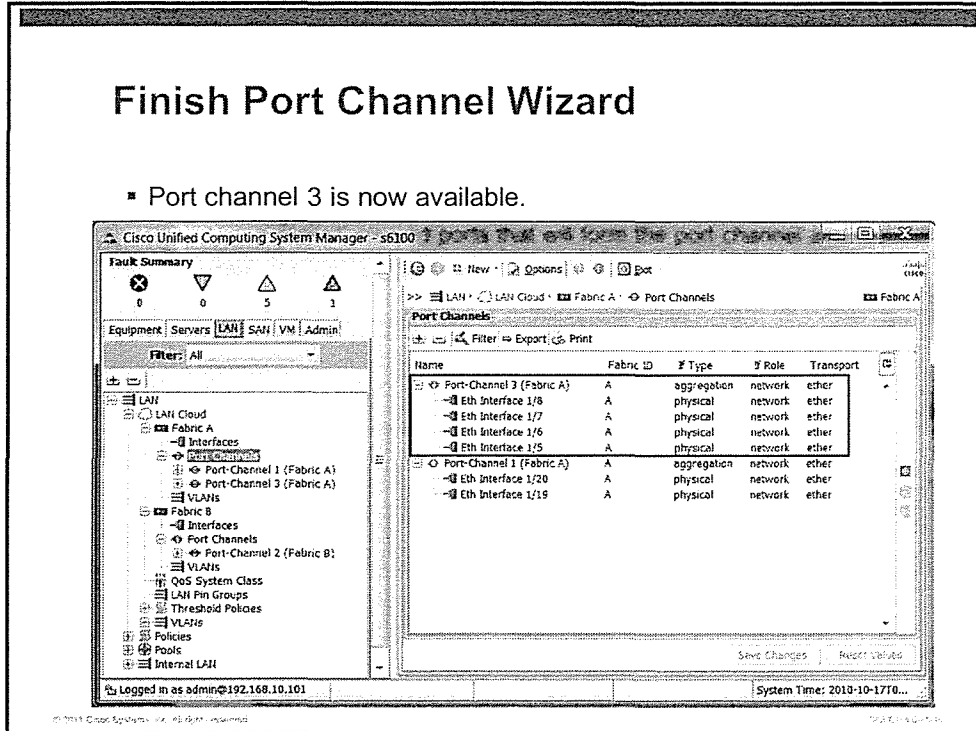 Finish Port Channel Wizard
▪ Port channel 3 is now available.
Cisco Unified Computing System Manager - s6100
Fault Summary
0 0 5 1
Equipment Servers LAN SAN VM Admin
Filter: All
LAN
LAN Cloud
Fabric A
Interfaces
Port Channels
Port-Channel 1 (Fabric A)
Port-Channel 3 (Fabric A)
VLANs
Fabric B
Interfaces
Port Channels
Port-Channel 2 (Fabric B)
VLANs
QoS System Class
LAN Pin Groups
Threshold Policies
VLANs
Policies
Pools
Internal LAN
New Options
>> LAN LAN Cloud Fabric A Port Channels Fabric A
Port Channels
Filter Export Print
Name Fabric ID If Type If Role Transport
Port-Channel 3 (Fabric A) A aggregation network ether
Eth Interface 1/8 A physical network ether
Eth Interface 1/7 A physical network ether
Eth Interface 1/6 A physical network ether
Eth Interface 1/5 A physical network ether
Port-Channel 1 (Fabric A) A aggregation network ether
Eth Interface 1/20 A physical network ether
Eth Interface 1/19 A physical network ether
Save Changes Reset Values
Logged in as admin@192.168.10.101 System Time: 2010-10-17T0...